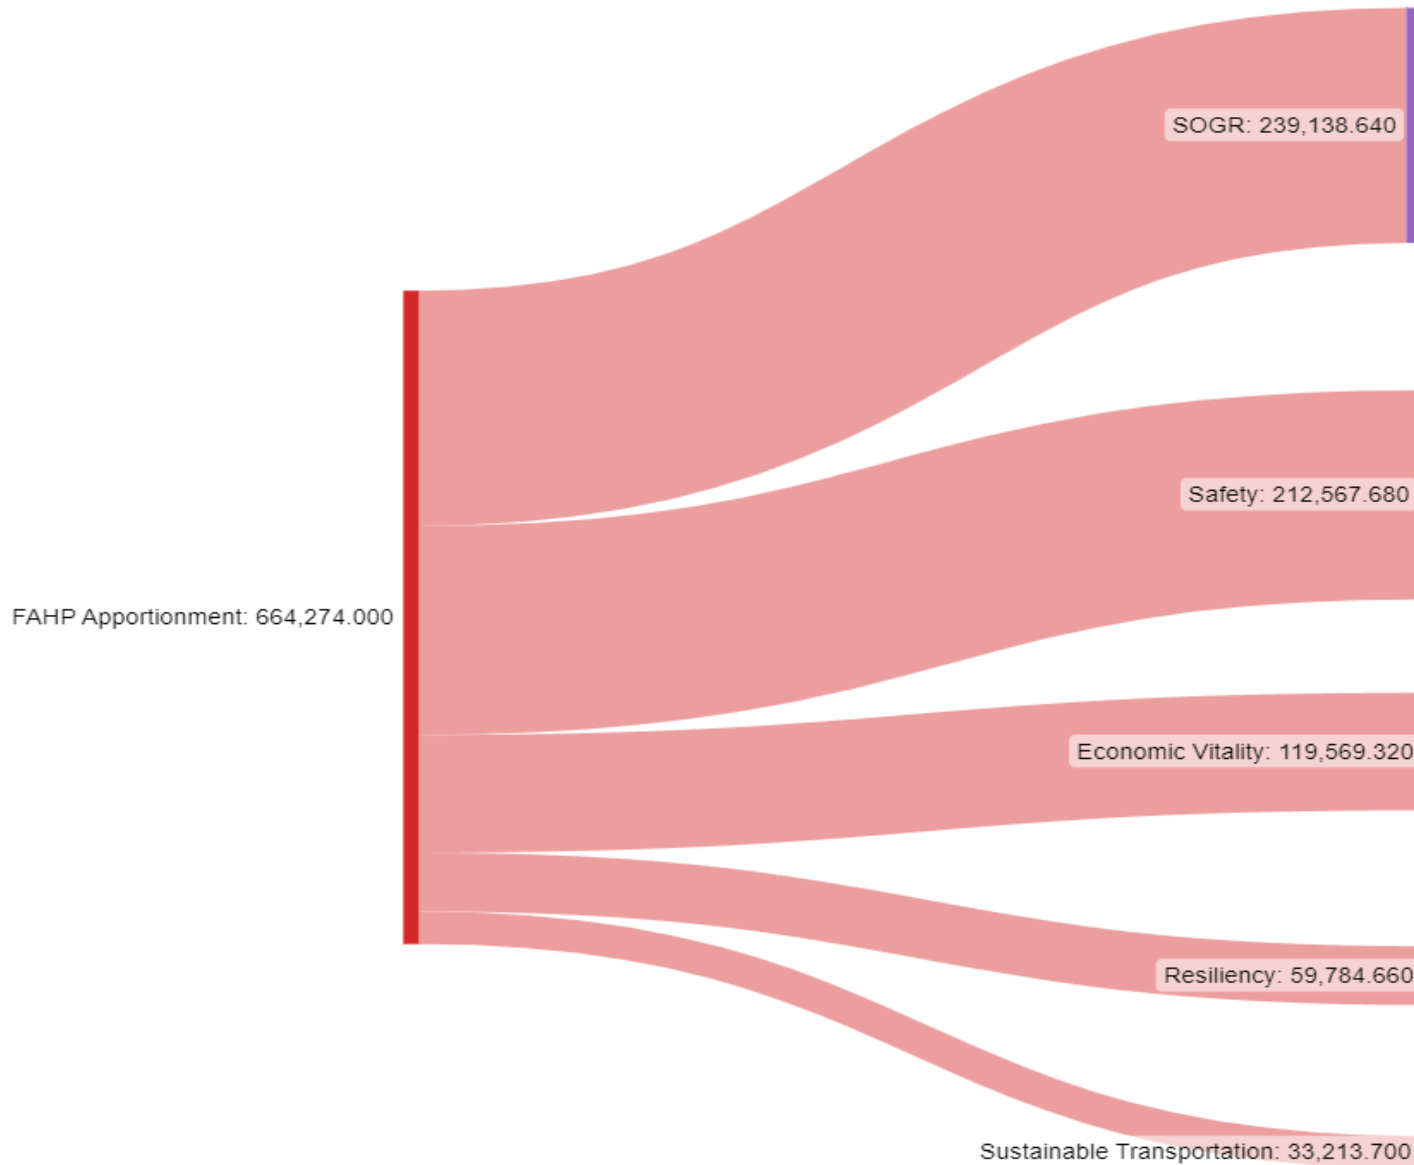 SOGR: 239,138.640
Safety: 212,567.680
FAHP Apportionment: 664,274.000
Economic Vitality: 119,569.320
Resiliency: 59,784.660
Sustainable Transportation: 33,213.700